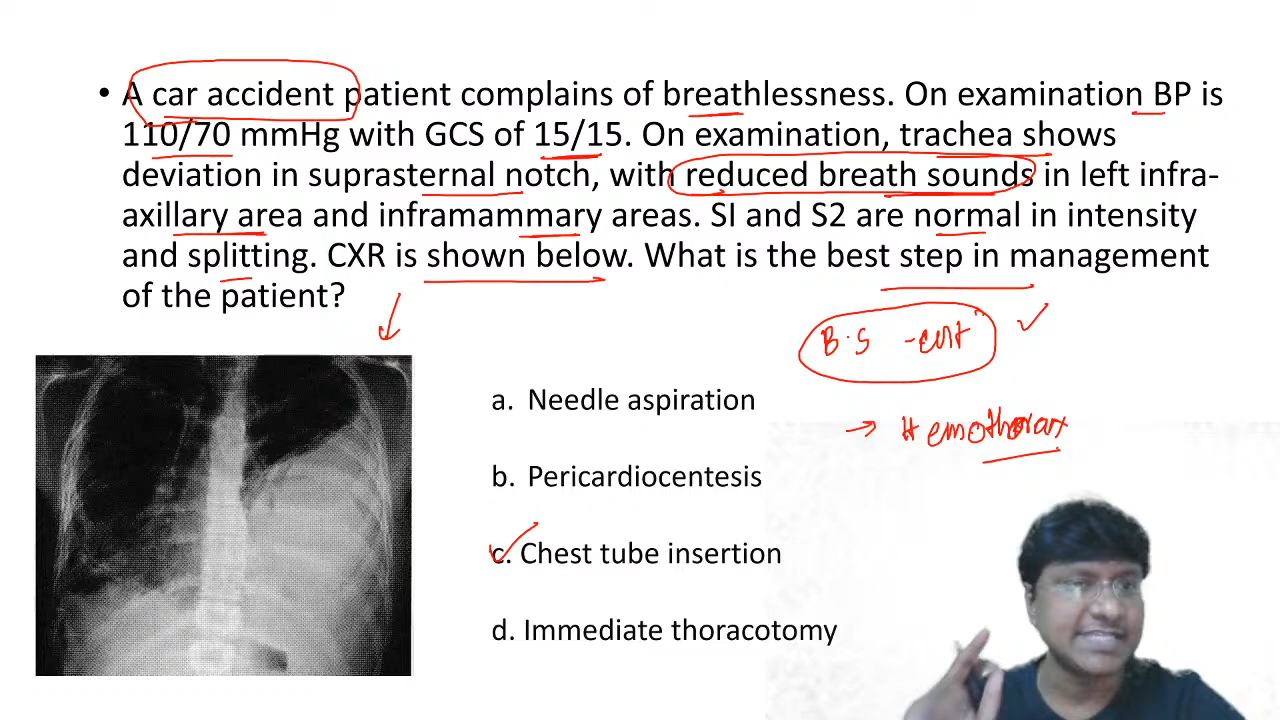 • A car accident patient complains of breathlessness. On examination BP is
110/70 mmHg with GCS of 15/15. On examination, trachea shows
deviation in suprasternal notch, with reduced breath sounds in left infra-
axillary area and inframammary areas. SI and S2 are normal in intensity
and splitting. CXR is shown below. What is the best step in management
of the patient?
B.S
a. Needle aspiration
→ Hemothorax
b. Pericardiocentesis
c. Chest tube insertion
d. Immediate thoracotomy